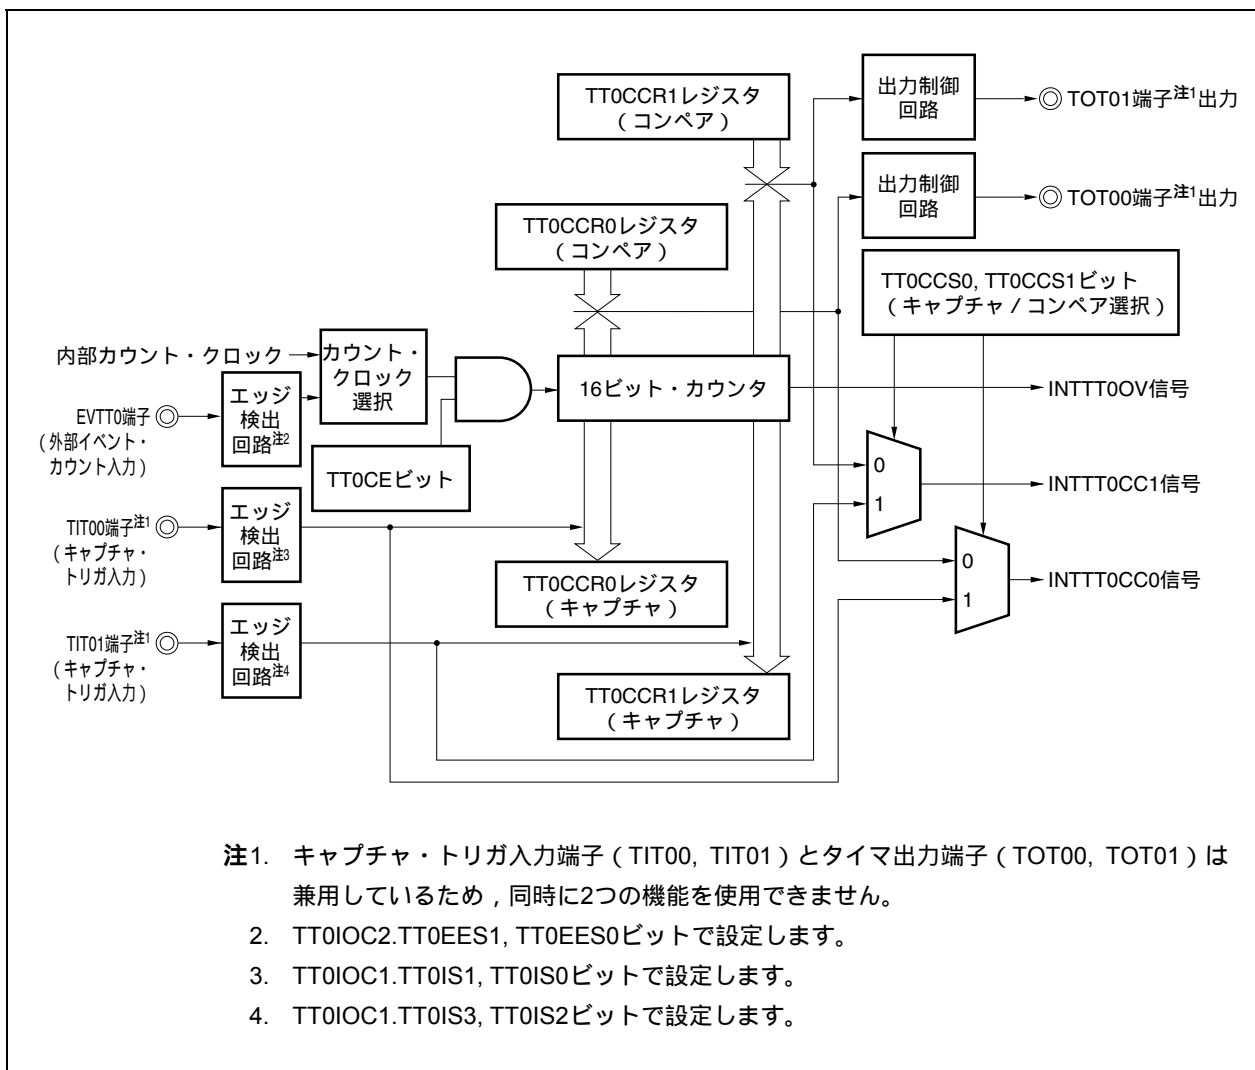 TT0CCR1レジスタ
（コンペア）
出力制御
回路
TOT01端子注1出力
出力制御
回路
TOT00端子注1出力
TT0CCR0レジスタ
（コンペア）
TT0CCS0, TT0CCS1ビット
（キャプチャ／コンペア選択）
内部カウント・クロック
カウント・
クロック
選択
16ビット・カウンタ
INTTT0OV信号
EVTT0端子
（外部イベント・
カウント入力）
エッジ
検出
回路注2
TT0CEビット
0
1
INTTT0CC1信号
TIT00端子注1
（キャプチャ・
トリガ入力）
エッジ
検出
回路注3
TT0CCR0レジスタ
（キャプチャ）
0
1
INTTT0CC0信号
TIT01端子注1
（キャプチャ・
トリガ入力）
エッジ
検出
回路注4
TT0CCR1レジスタ
（キャプチャ）
注1. キャプチャ・トリガ入力端子（TIT00, TIT01）とタイマ出力端子（TOT00, TOT01）は
兼用しているため，同時に2つの機能を使用できません。
2. TT0IOC2.TT0EES1, TT0EES0ビットで設定します。
3. TT0IOC1.TT0IS1, TT0IS0ビットで設定します。
4. TT0IOC1.TT0IS3, TT0IS2ビットで設定します。